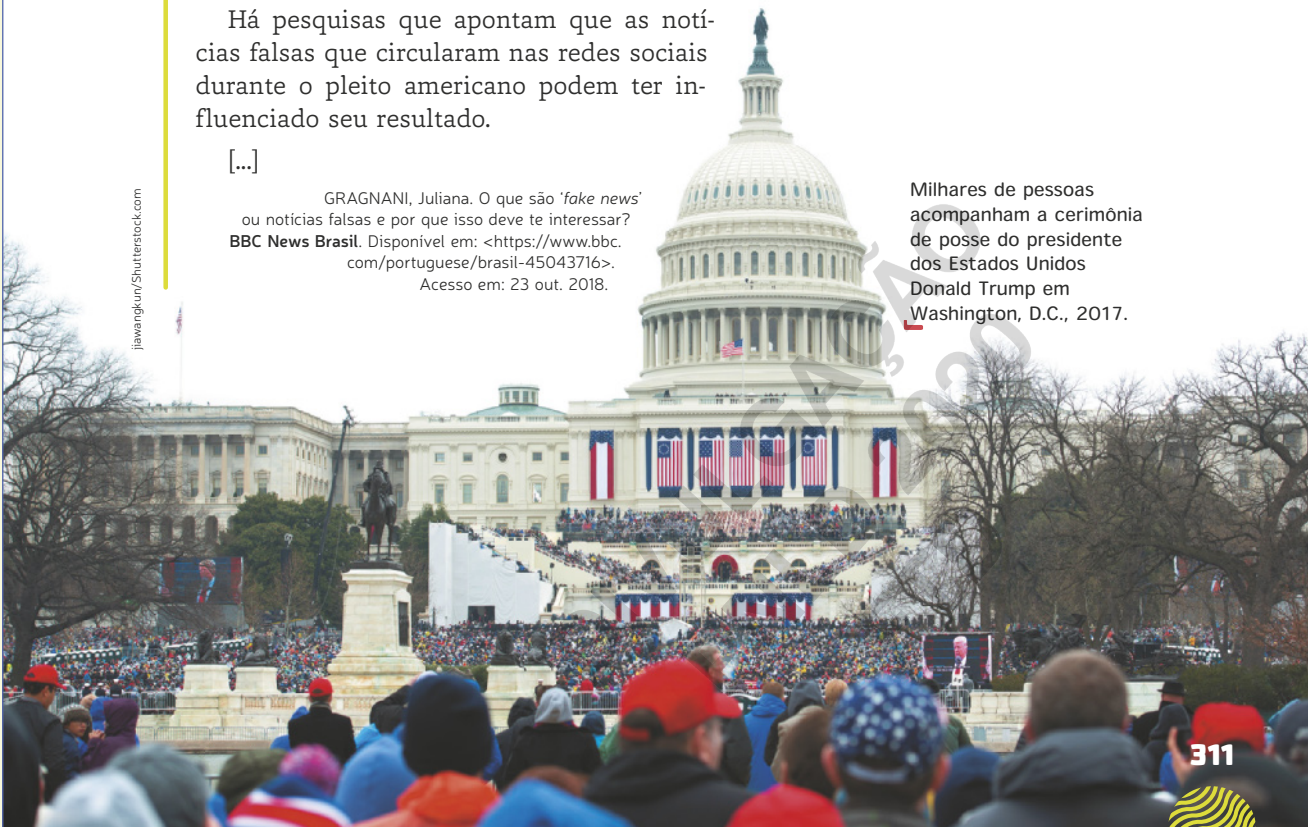 Há pesquisas que apontam que as notí-
cias falsas que circularam nas redes sociais
durante o pleito americano podem ter in-
fluenciado seu resultado.
[...]
GRAGNANI, Juliana. O que são 'fake news'
ou notícias falsas e por que isso deve te interessar?
BBC News Brasil. Disponível em: <https://www.bbc.
com/portuguese/brasil-45043716>.
Acesso em: 23 out. 2018.
jiawangkun/Shutterstock.com
Milhares de pessoas
acompanham a cerimônia
de posse do presidente
dos Estados Unidos
Donald Trump em
Washington, D.C., 2017.
311